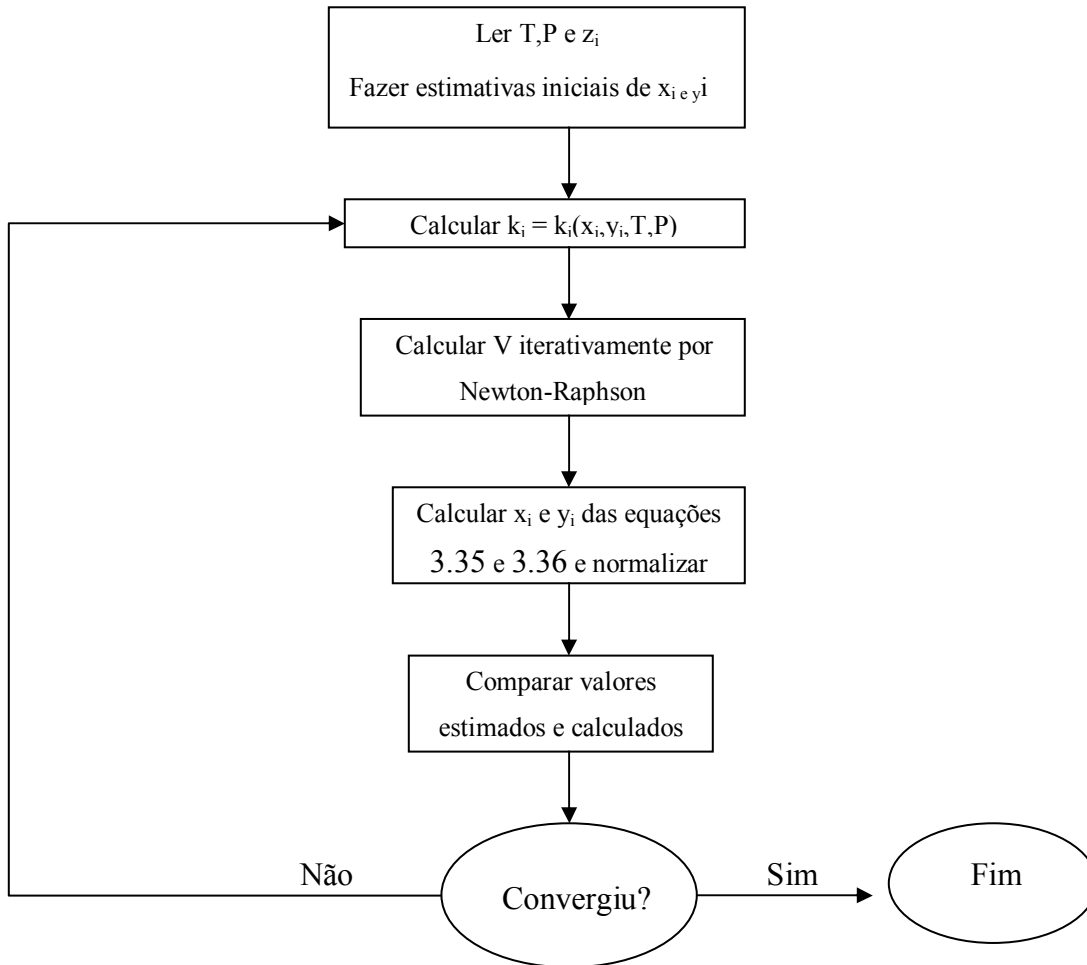 Ler T,P e zᵢ
Fazer estimativas iniciais de xᵢ ₑ ᵧi
Calcular kᵢ = kᵢ(xᵢ,yᵢ,T,P)
Calcular V iterativamente por
Newton-Raphson
Calcular xᵢ e yᵢ das equações
3.35 e 3.36 e normalizar
Comparar valores
estimados e calculados
Não
Convergiu?
Sim
Fim